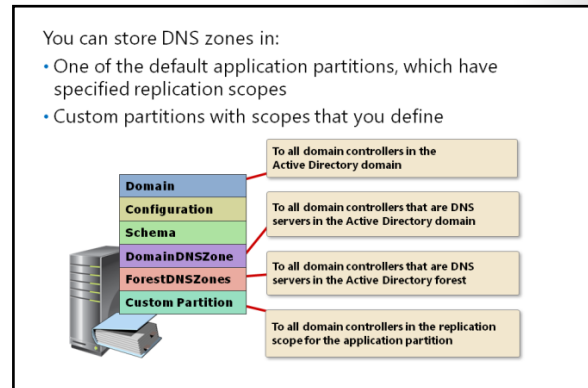 You can store DNS zones in:
• One of the default application partitions, which have
specified replication scopes
• Custom partitions with scopes that you define
To all domain controllers in the
Active Directory domain
Domain
Configuration
Schema
DomainDNSZone
ForestDNSZones
Custom Partition
To all domain controllers that are DNS
servers in the Active Directory domain
To all domain controllers that are DNS
servers in the Active Directory forest
To all domain controllers in the replication
scope for the application partition